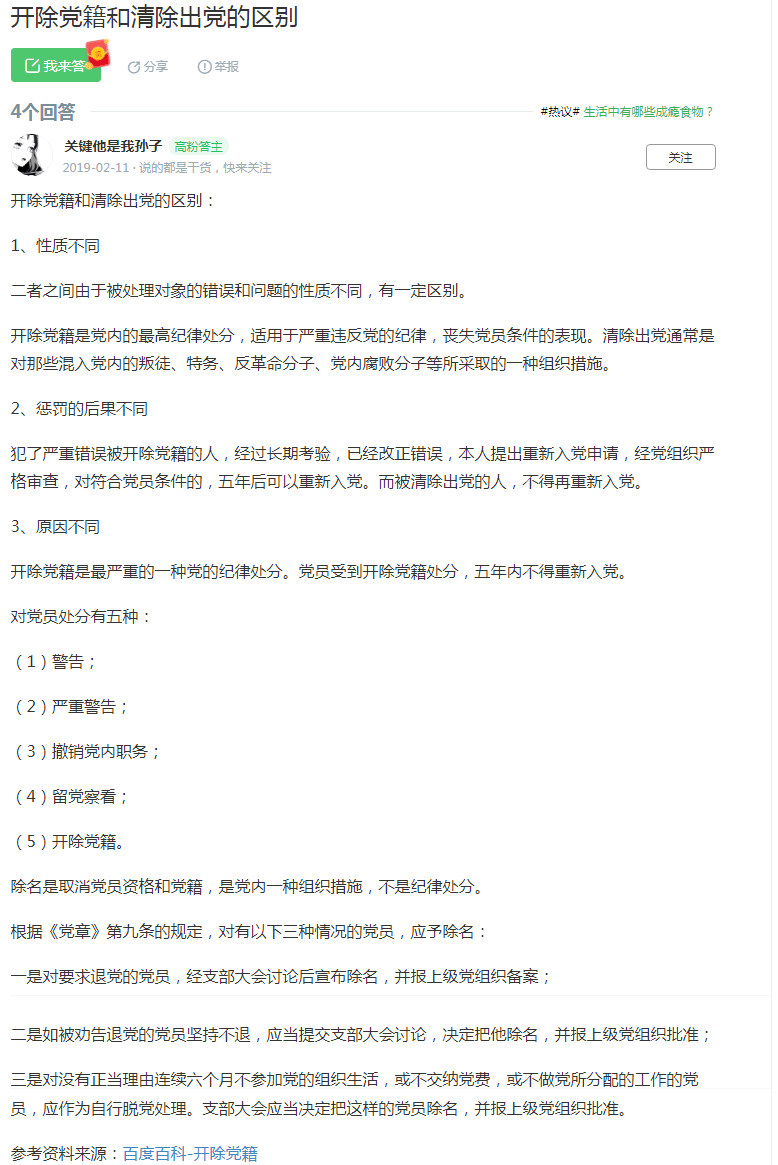 开除党籍和清除出党的区别
我来答
分享
举报
4个回答
#热议# 生活中有哪些成瘾食物？
关键他是我孙子 高粉答主
2019-02-11 · 说的都是干货，快来关注
关注
开除党籍和清除出党的区别：
1、性质不同
二者之间由于被处理对象的错误和问题的性质不同，有一定区别。
开除党籍是党内的最高纪律处分，适用于严重违反党的纪律，丧失党员条件的表现。清除出党通常是
对那些混入党内的叛徒、特务、反革命分子、党内腐败分子等所采取的一种组织措施。
2、惩罚的后果不同
犯了严重错误被开除党籍的人，经过长期考验，已经改正错误，本人提出重新入党申请，经党组织严
格审查，对符合党员条件的，五年后可以重新入党。而被清除出党的人，不得再重新入党。
3、原因不同
开除党籍是最严重的一种党的纪律处分。党员受到开除党籍处分，五年内不得重新入党。
对党员处分有五种：
（1）警告；
（2）严重警告；
（3）撤销党内职务；
（4）留党察看；
（5）开除党籍。
除名是取消党员资格和党籍，是党内一种组织措施，不是纪律处分。
根据《党章》第九条的规定，对有以下三种情况的党员，应予除名：
一是对要求退党的党员，经支部大会讨论后宣布除名，并报上级党组织备案；
二是如被劝告退党的党员坚持不退，应当提交支部大会讨论，决定把他除名，并报上级党组织批准；
三是对没有正当理由连续六个月不参加党的组织生活，或不交纳党费，或不做党所分配的工作的党
员，应作为自行脱党处理。支部大会应当决定把这样的党员除名，并报上级党组织批准。
参考资料来源：百度百科-开除党籍